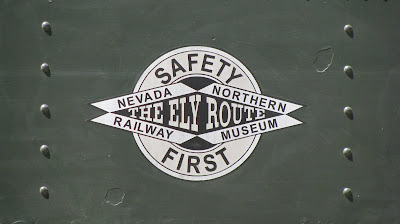 SAFETY
NEVADA NORTHERN
THE ELY ROUTE
RAILWAY MUSEUM
FIRST